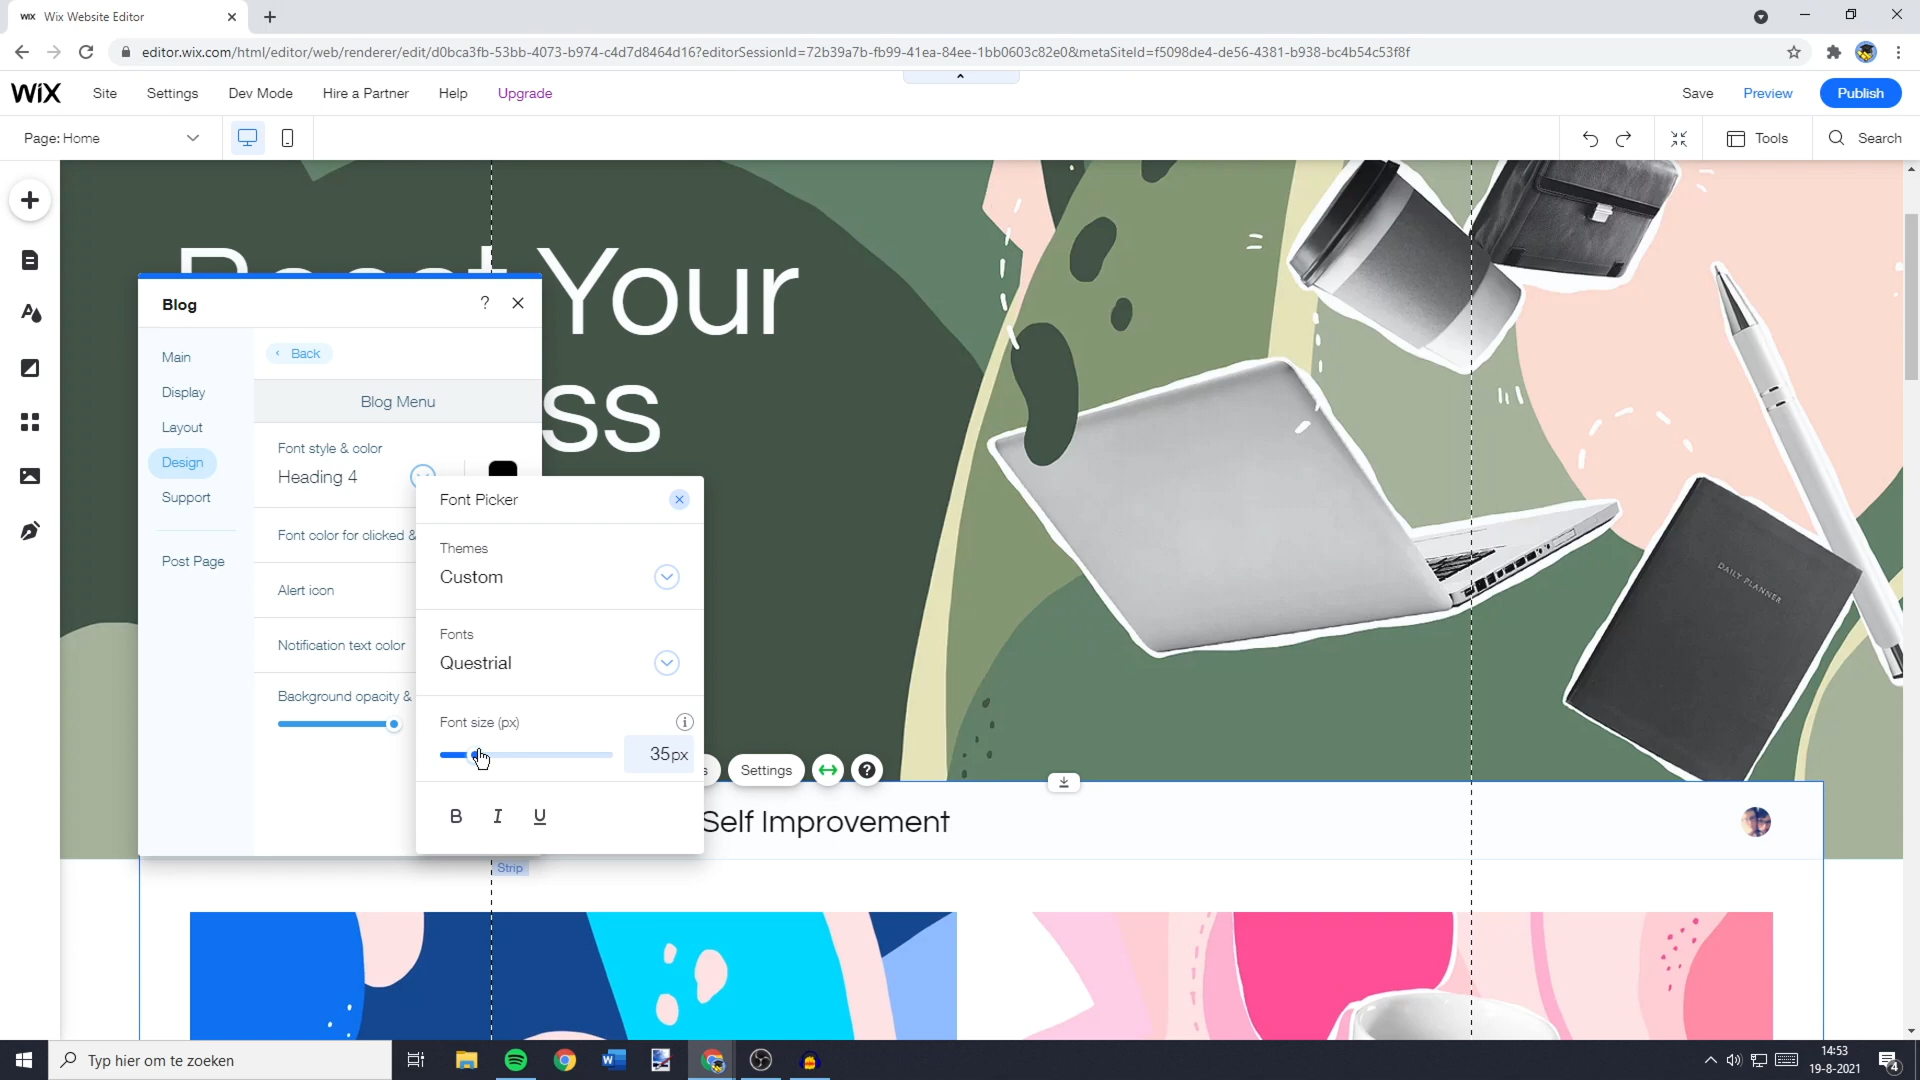 WIX Wix Website Editor
editor.wix.com/html/editor/web/renderer/edit/d0bca3fb-53bb-4073-b974-c4d7d8464d16?editorSessionId=72b39a7b-fb99-41ea-84ee-1bb0603c82e0&metaSiteId=f5098de4-de56-4381-b938-bc4b54c53f8f
WiX Site Settings Dev Mode Hire a Partner Help Upgrade Save Preview Publish
Page: Home Tools Search
Your
ss
Blog ?
Main
Display
Layout
Design
Support
Post Page
Back
Blog Menu
Font style & color
Heading 4
Font color for clicked &
Alert icon
Notification text color
Background opacity &
Font Picker
Themes
Custom
Fonts
Questrial
Font size (px)
35px
B I U
s Settings ?
Self Improvement
Strip
DAILY PLANNER
Typ hier om te zoeken
14:53
19-8-2021
4